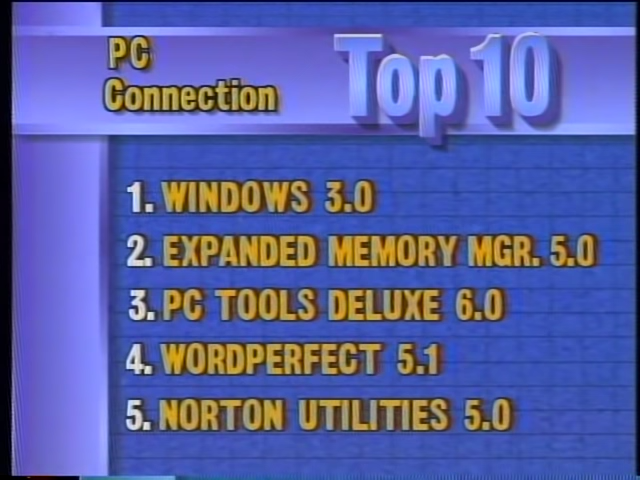 PC
Connection
Top 10
1. WINDOWS 3.0
2. EXPANDED MEMORY MGR. 5.0
3. PC TOOLS DELUXE 6.0
4. WORDPERFECT 5.1
5. NORTON UTILITIES 5.0